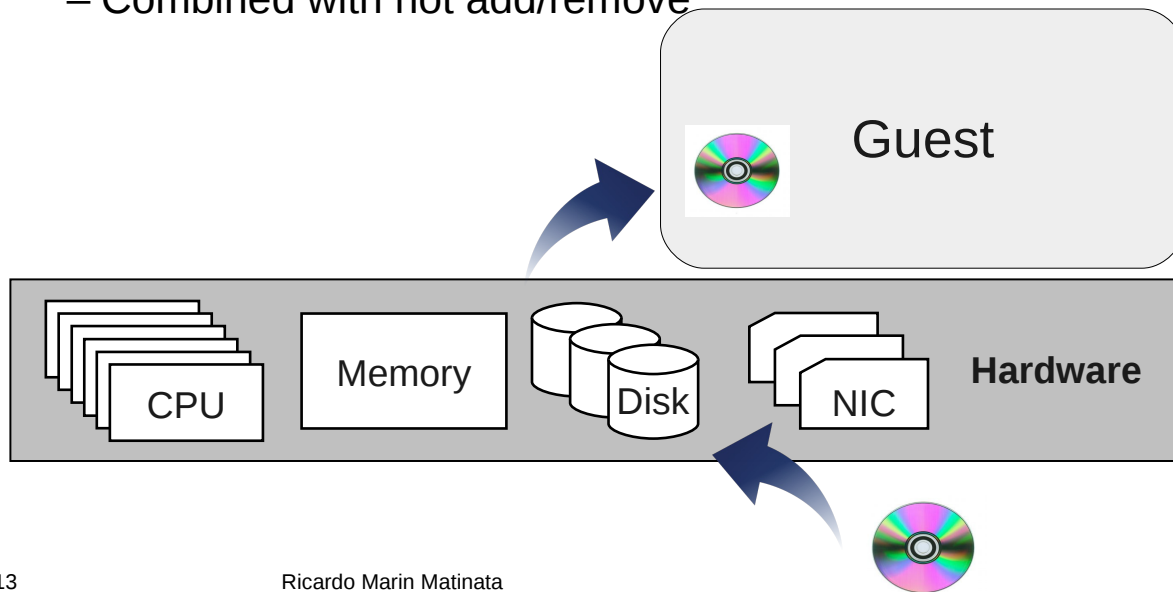 – Combined with hot add/remove
Guest
CPU
Memory
Disk
NIC
Hardware
13
Ricardo Marin Matinata